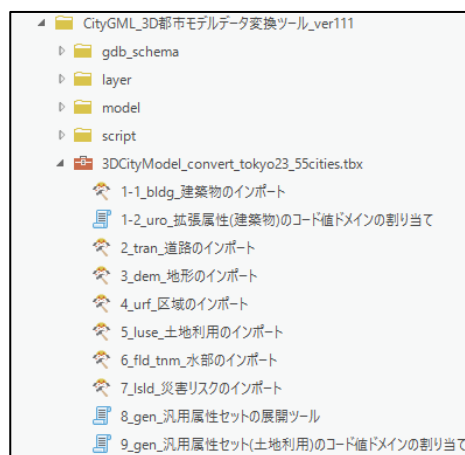 CityGML_3D都市モデルデータ変換ツール_ver111
gdb_schema
layer
model
script
3DCityModel_convert_tokyo23_55cities.tbx
1-1_bldg_建築物のインポート
1-2_uro_拡張属性(建築物)のコード値ドメインの割り当て
2_tran_道路のインポート
3_dem_地形のインポート
4_urf_区域のインポート
5_luse_土地利用のインポート
6_fld_tnm_水部のインポート
7_lsld_災害リスクのインポート
8_gen_汎用属性セットの展開ツール
9_gen_汎用属性セット(土地利用)のコード値ドメインの割り当て